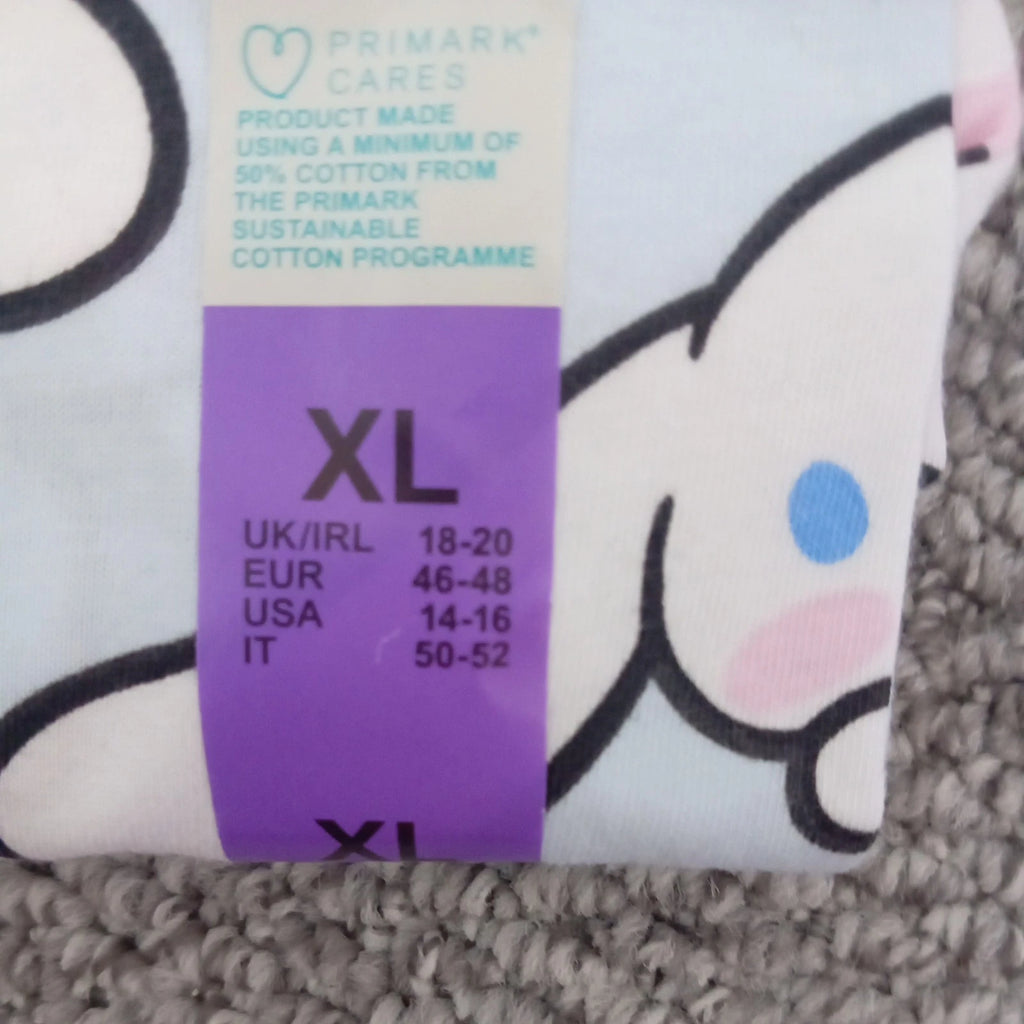 PRIMARK®
CARES
PRODUCT MADE
USING A MINIMUM OF
50% COTTON FROM
THE PRIMARK
SUSTAINABLE
COTTON PROGRAMME
XL
UK/IRL 18-20
EUR 46-48
USA 14-16
IT 50-52
XL